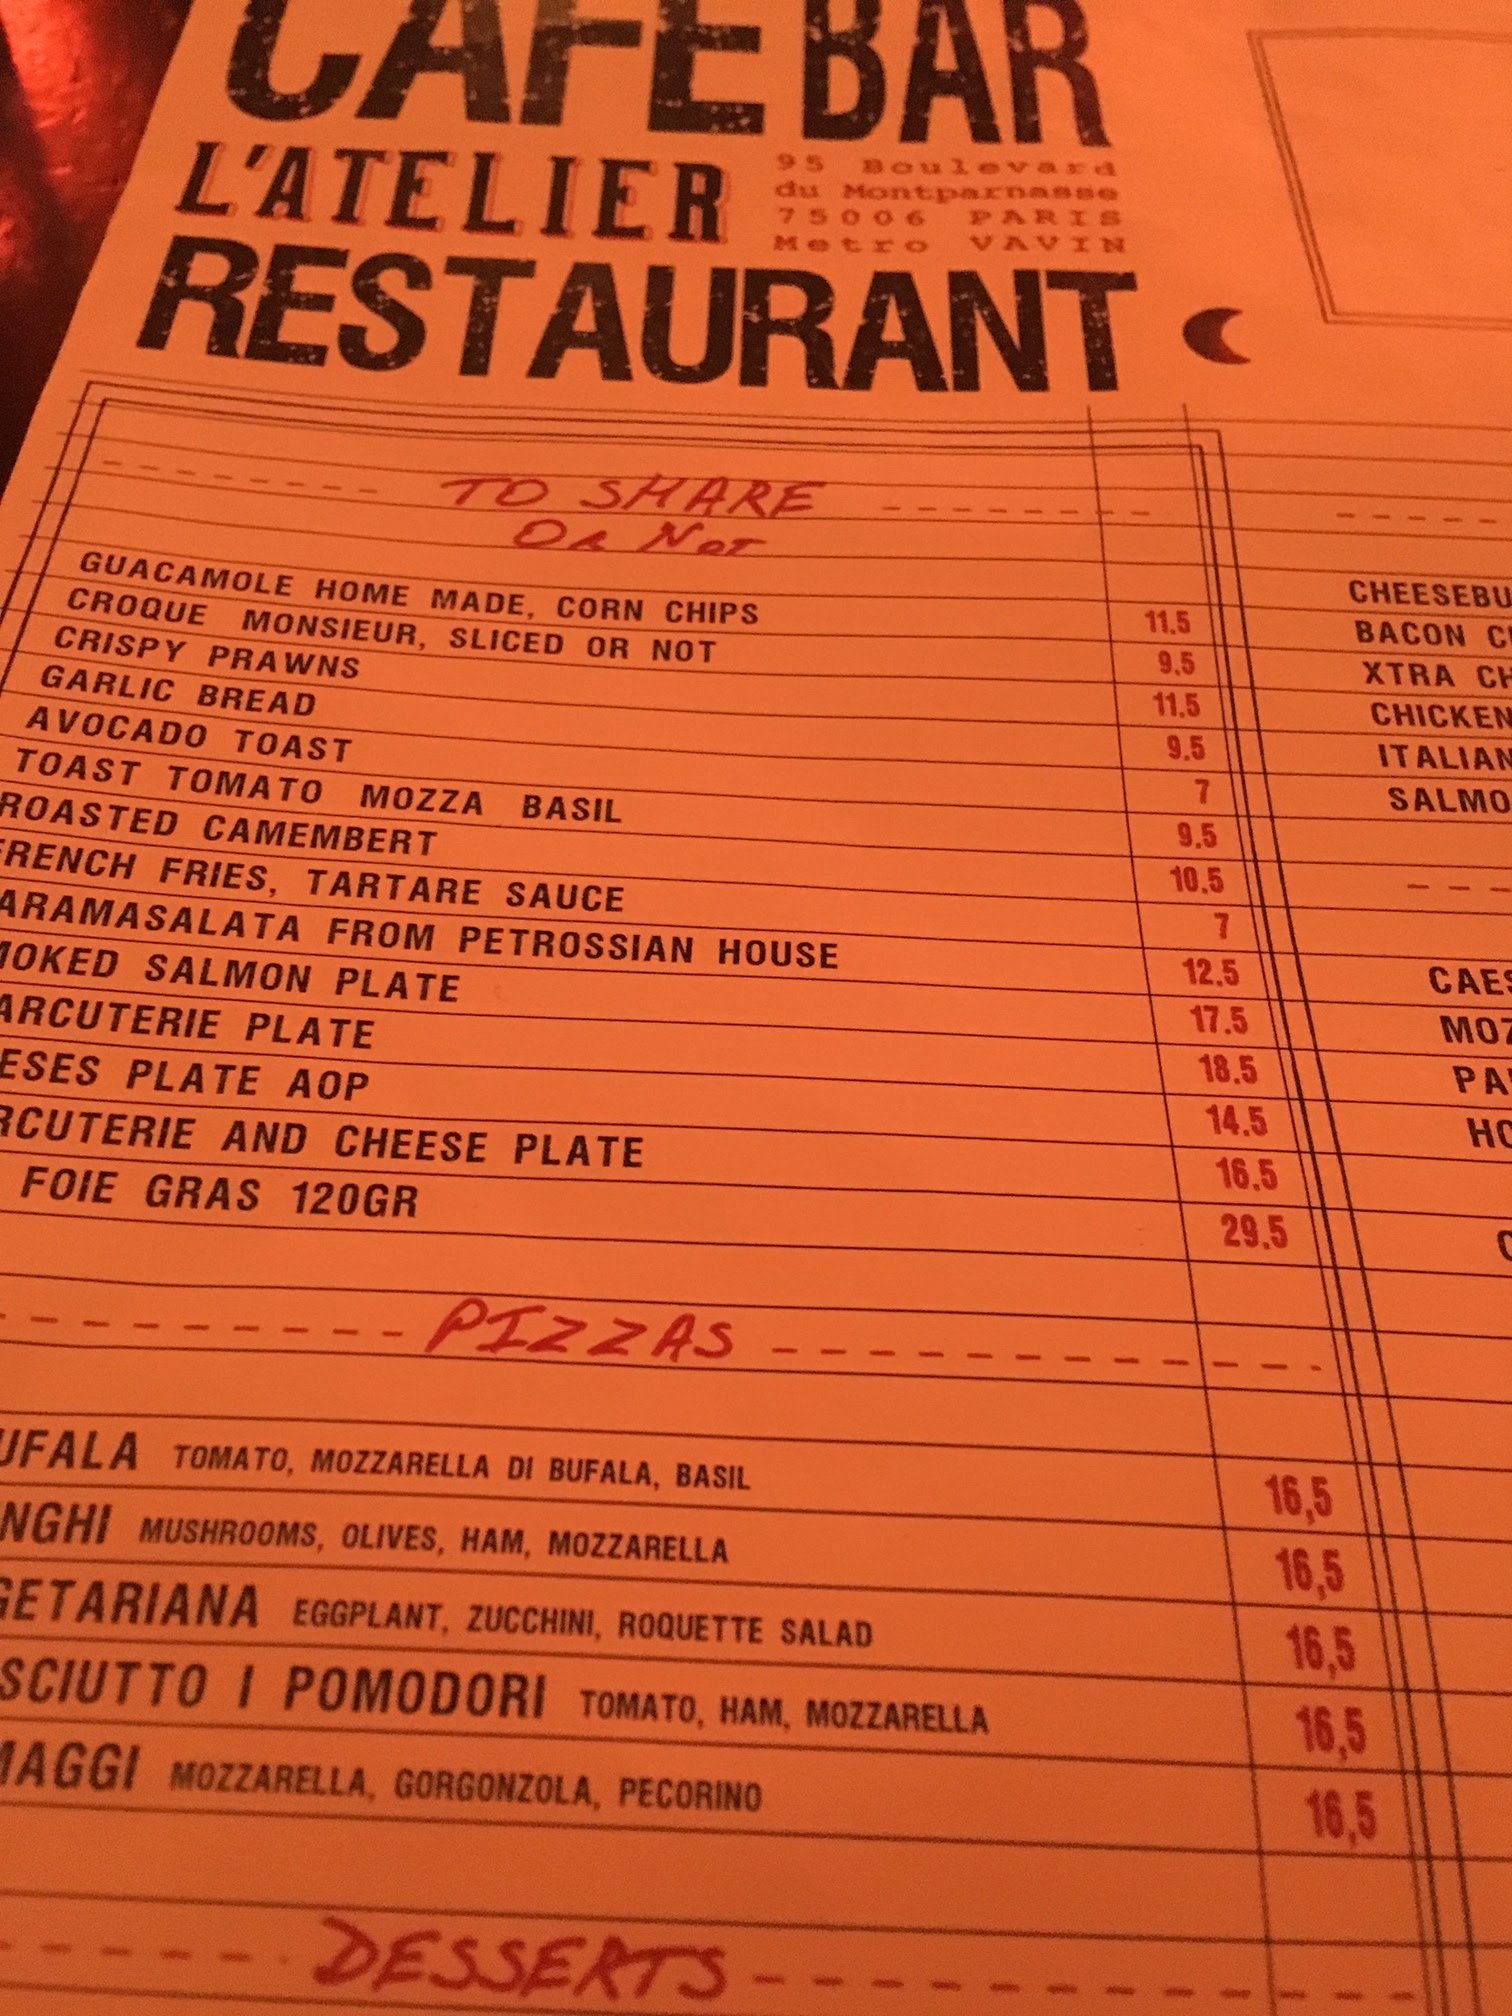 CAFE BAR
L'ATELIER
95 Boulevard
du Montparnasse
75006 PARIS
Metro VAVIN
RESTAURANT
TO SHARE
OR NOT
GUACAMOLE HOME MADE, CORN CHIPS 11.5
CROQUE MONSIEUR, SLICED OR NOT 9.5
CRISPY PRAWNS 11.5
GARLIC BREAD 9.5
AVOCADO TOAST 7
TOAST TOMATO MOZZA BASIL 9.5
ROASTED CAMEMBERT 10.5
FRENCH FRIES, TARTARE SAUCE 7
ARAMASALATA FROM PETROSSIAN HOUSE 12.5
MOKED SALMON PLATE 17.5
ARCUTERIE PLATE 18.5
ESES PLATE AOP 14.5
RCUTERIE AND CHEESE PLATE 16.5
FOIE GRAS 120GR 29.5
PIZZAS
UFALA TOMATO, MOZZARELLA DI BUFALA, BASIL 16,5
NGHI MUSHROOMS, OLIVES, HAM, MOZZARELLA 16,5
GETARIANA EGGPLANT, ZUCCHINI, ROQUETTE SALAD 16,5
SCIUTTO I POMODORI TOMATO, HAM, MOZZARELLA 16,5
MAGGI MOZZARELLA, GORGONZOLA, PECORINO 16,5
DESSERTS
CHEESEBU
BACON C
XTRA CH
CHICKEN
ITALIAN
SALMO
CAES
MOZ
PA
HO